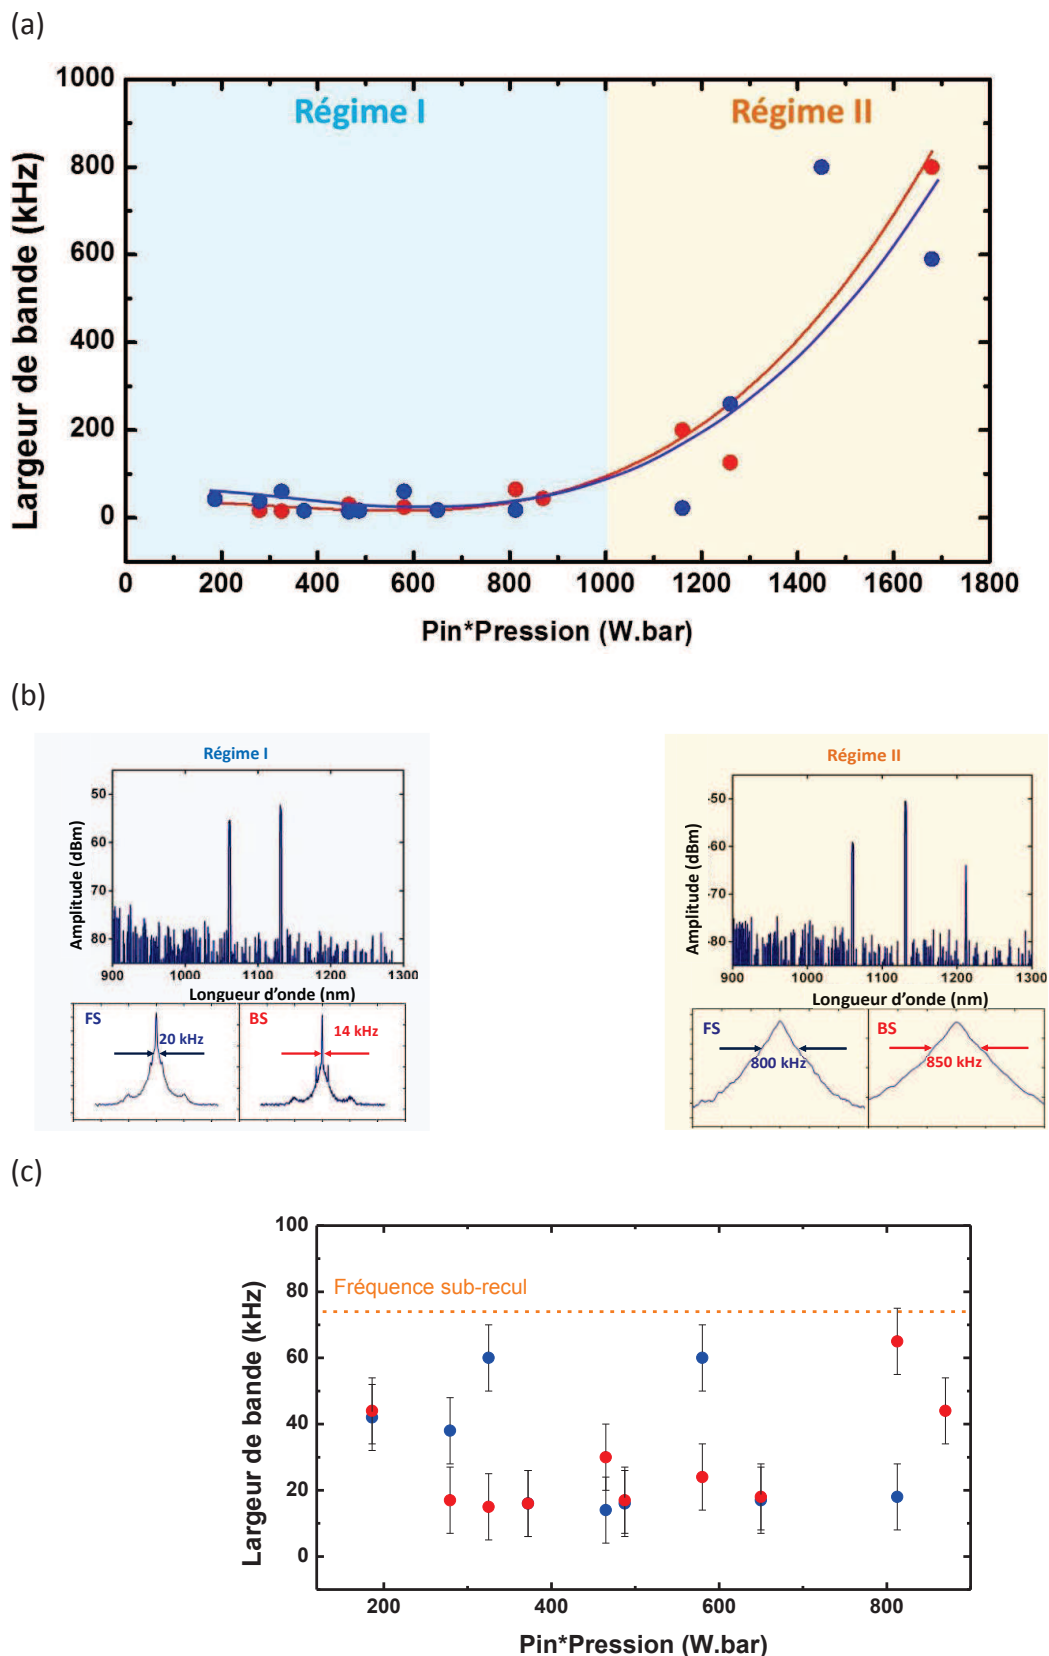 (a)
Régime I
Régime II
Largeur de bande (kHz)
1000
800
600
400
200
0
0 200 400 600 800 1000 1200 1400 1600 1800
Pin*Pression (W.bar)
(b)
Régime I
Amplitude (dBm)
50
60
70
80
900 1000 1100 1200 1300
Longueur d'onde (nm)
FS
20 kHz
BS
14 kHz
Régime II
Amplitude (dBm)
-50
-60
-70
-80
900 1000 1100 1200 1300
Longueur d'onde (nm)
FS
800 kHz
BS
850 kHz
(c)
Largeur de bande (kHz)
100
80
60
40
20
0
Fréquence sub-recul
200 400 600 800
Pin*Pression (W.bar)